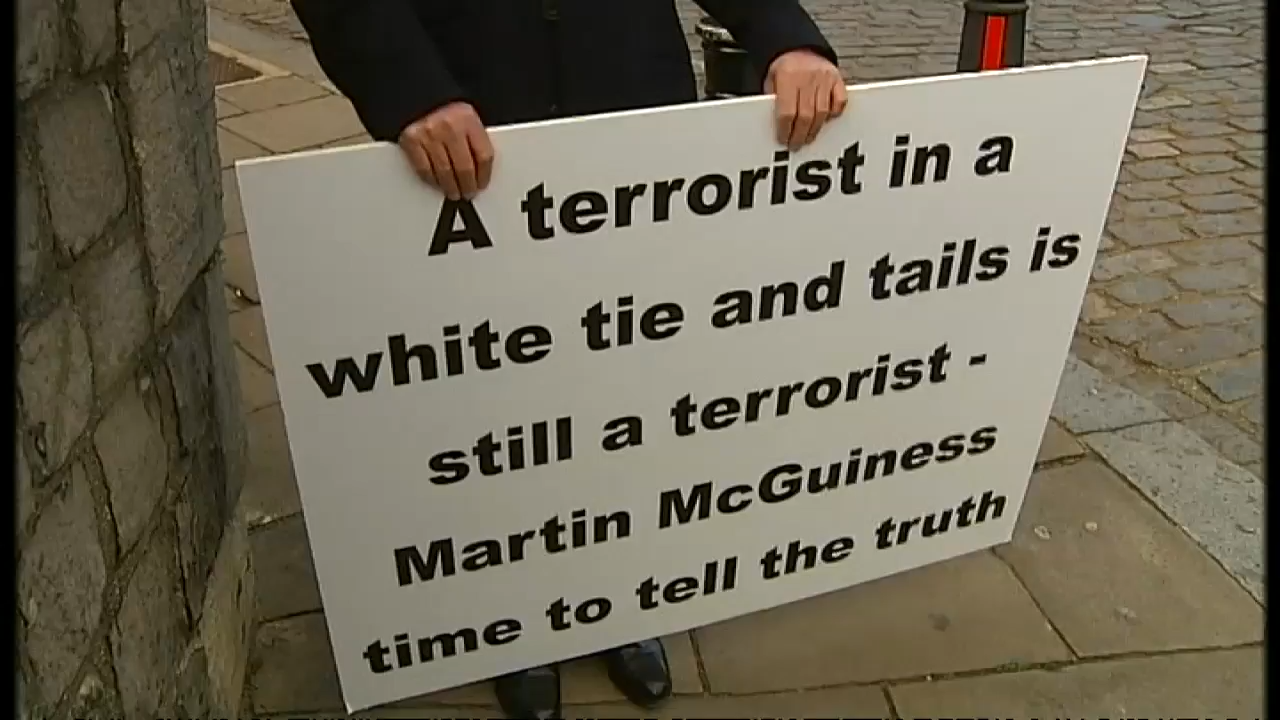 A terrorist in a
white tie and tails is
still a terrorist -
Martin McGuiness
time to tell the truth